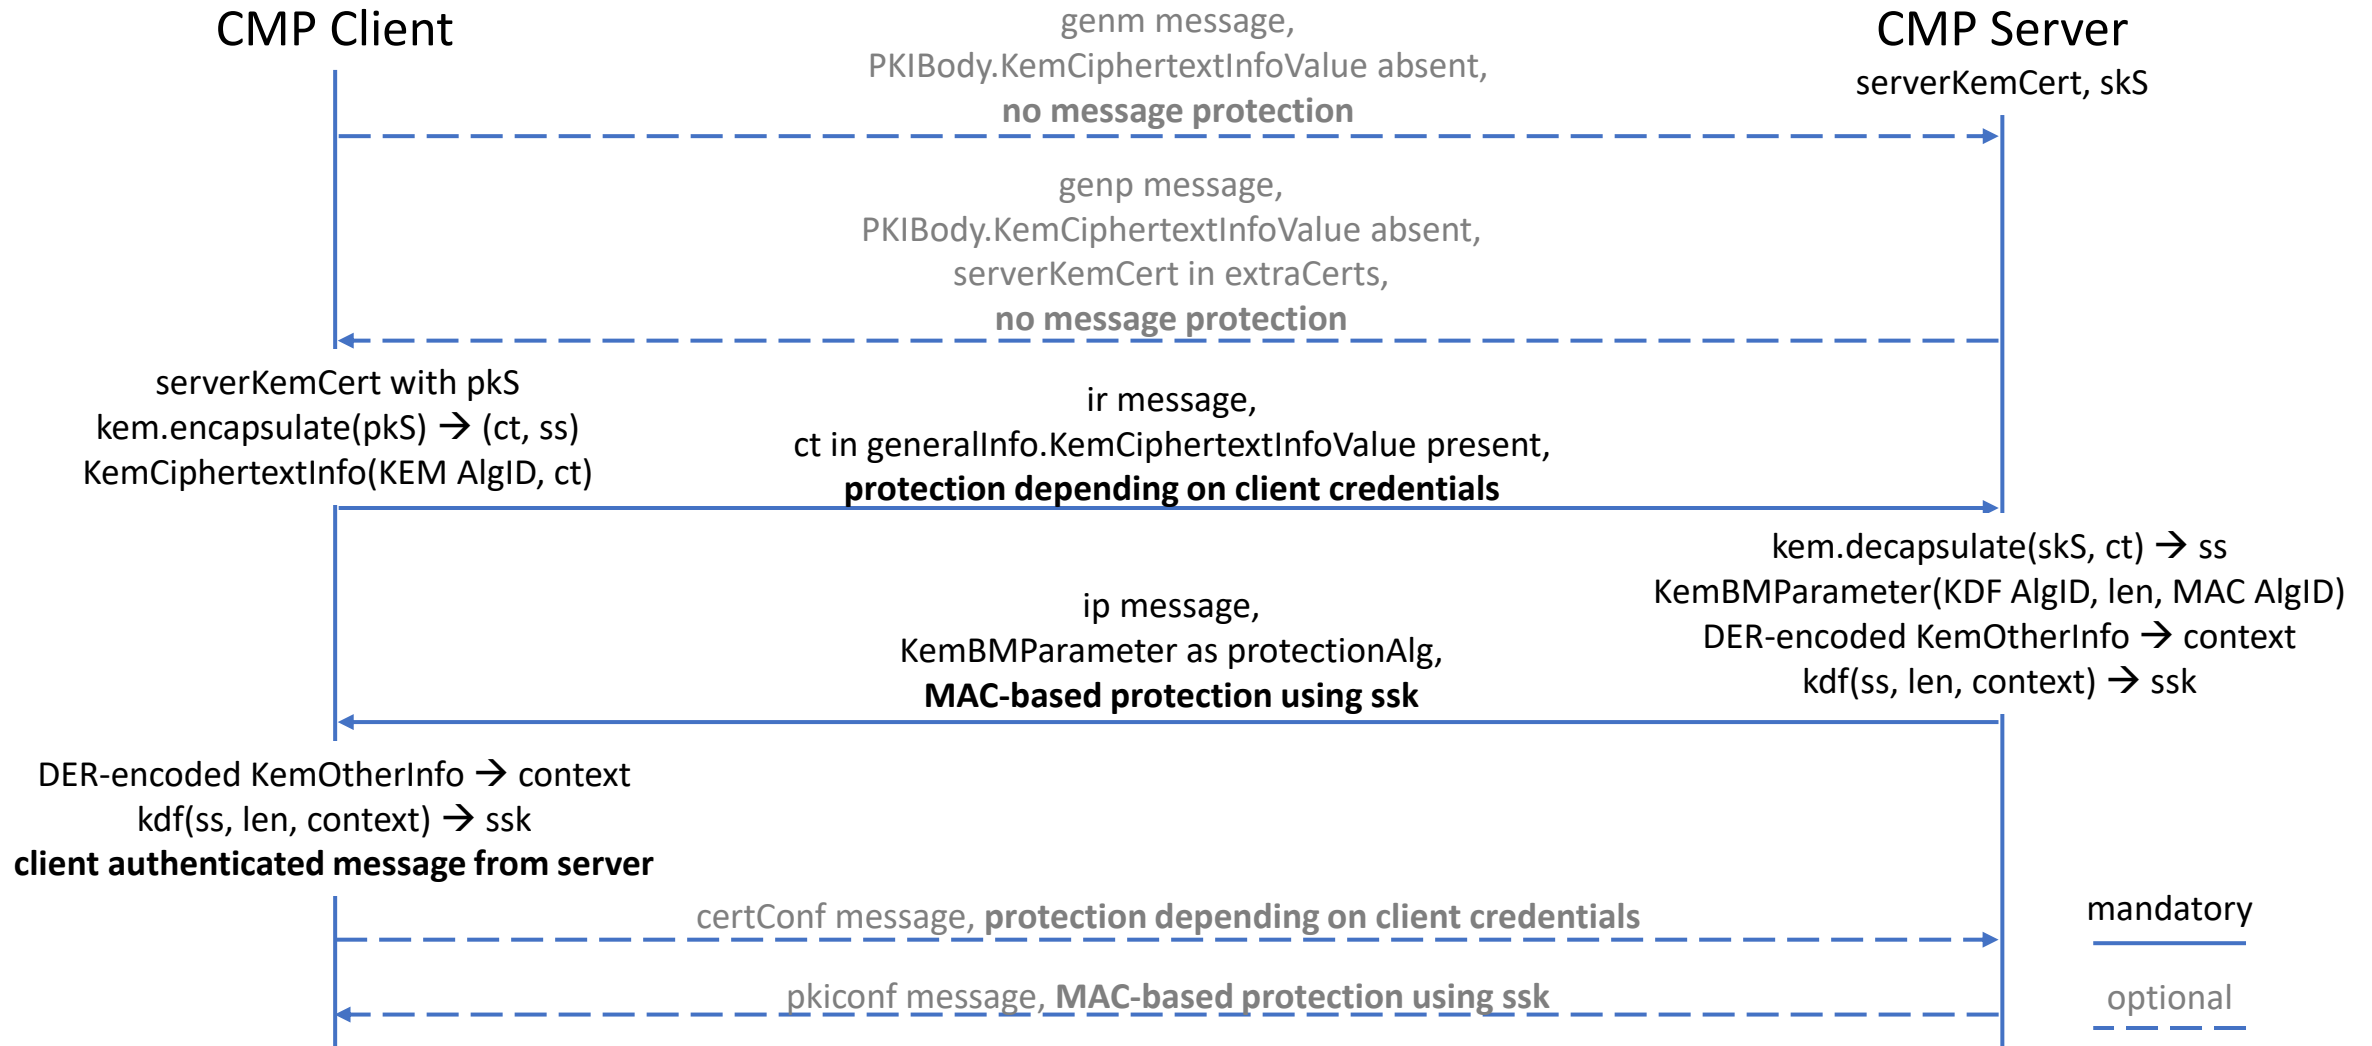 CMP Client
genm message,
PKIBody.KemCiphertextInfoValue absent,
no message protection
CMP Server
serverKemCert, skS
genp message,
PKIBody.KemCiphertextInfoValue absent,
serverKemCert in extraCerts,
no message protection
serverKemCert with pkS
kem.encapsulate(pkS) → (ct, ss)
KemCiphertextInfo(KEM AlgID, ct)
ir message,
ct in generalInfo.KemCiphertextInfoValue present,
protection depending on client credentials
kem.decapsulate(skS, ct) → ss
KemBMParameter(KDF AlgID, len, MAC AlgID)
DER-encoded KemOtherInfo → context
kdf(ss, len, context) → ssk
ip message,
KemBMParameter as protectionAlg,
MAC-based protection using ssk
DER-encoded KemOtherInfo → context
kdf(ss, len, context) → ssk
client authenticated message from server
certConf message, protection depending on client credentials
pkiconf message, MAC-based protection using ssk
mandatory
optional